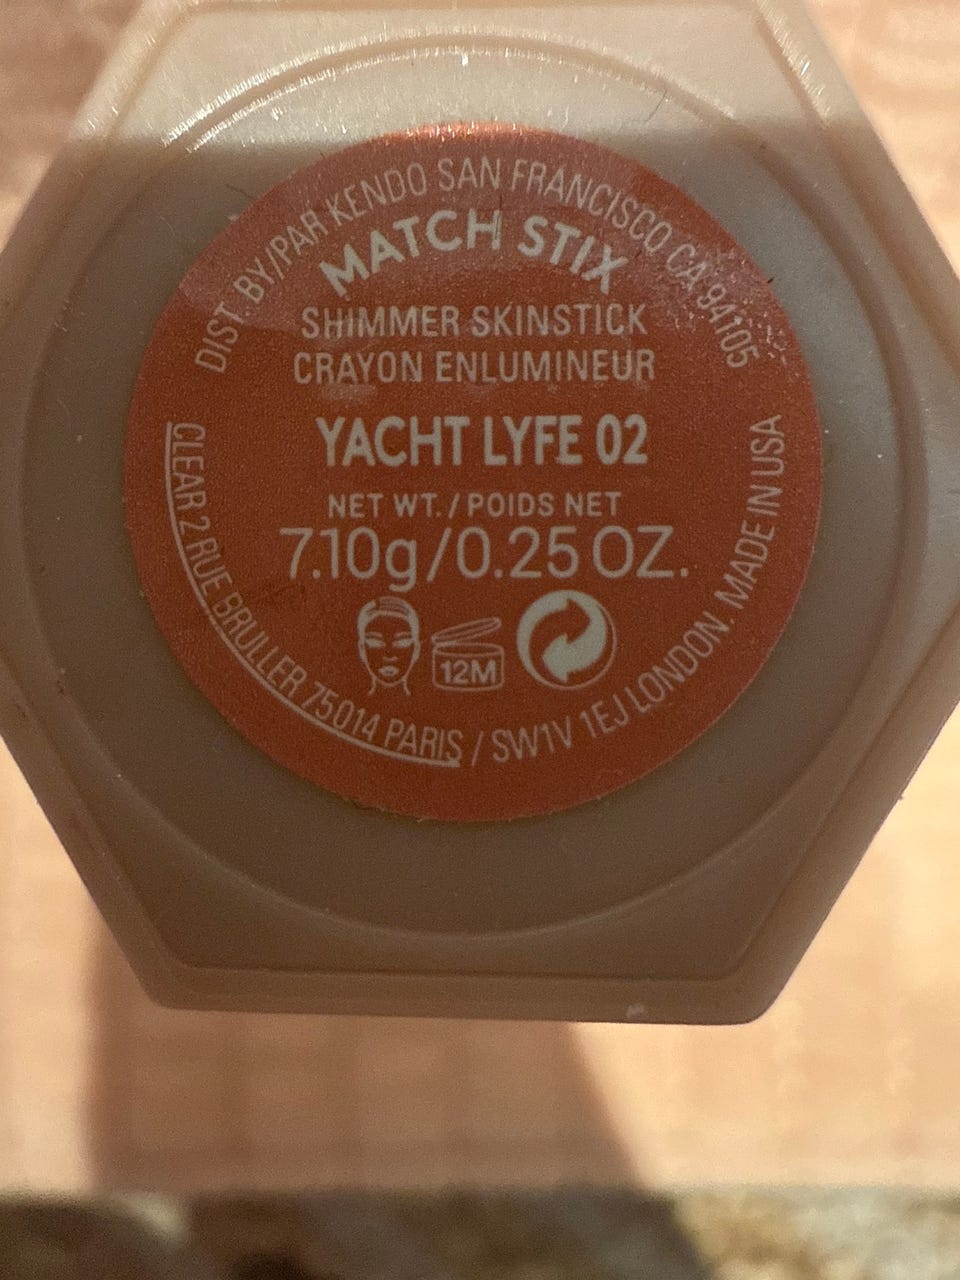 DIST. BY/PAR KENDO SAN FRANCISCO CA 94105
MATCH STIX
SHIMMER SKINSTICK
CRAYON ENLUMINEUR
YACHT LYFE 02
NET WT. / POIDS NET
7.10g/0.25 OZ.
12M
CLEAR 2 RUE BRULLER 75014 PARIS / SW1V 1EJ LONDON. MADE IN USA